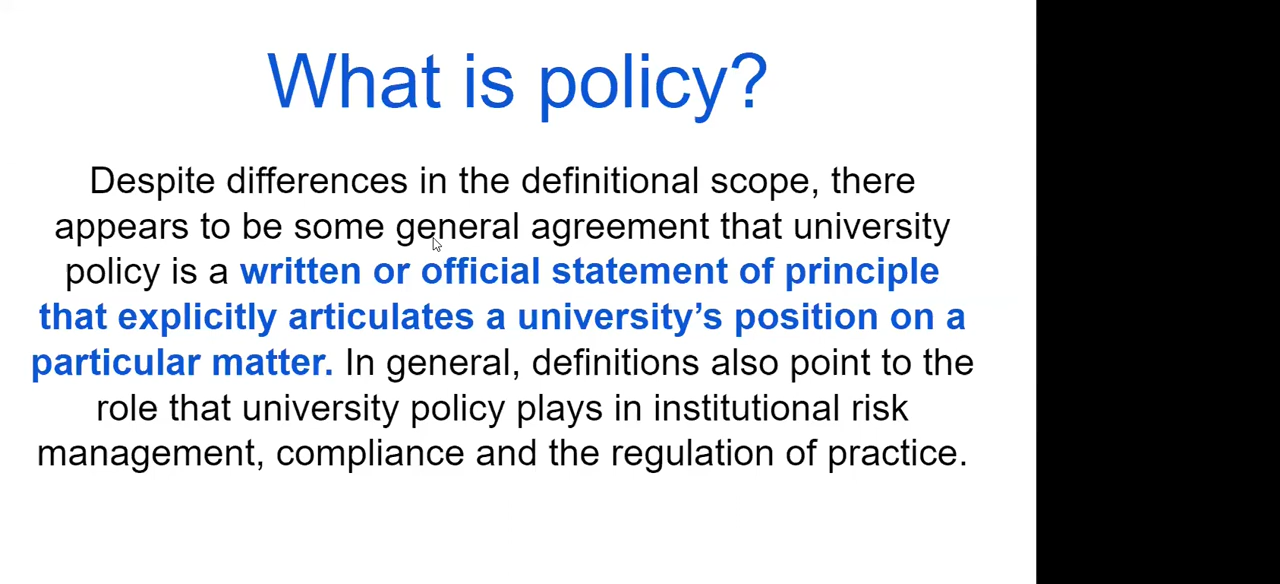 What is policy?
Despite differences in the definitional scope, there
appears to be some general agreement that university
policy is a written or official statement of principle
that explicitly articulates a university’s position on a
particular matter. In general, definitions also point to the
role that university policy plays in institutional risk
management, compliance and the regulation of practice.